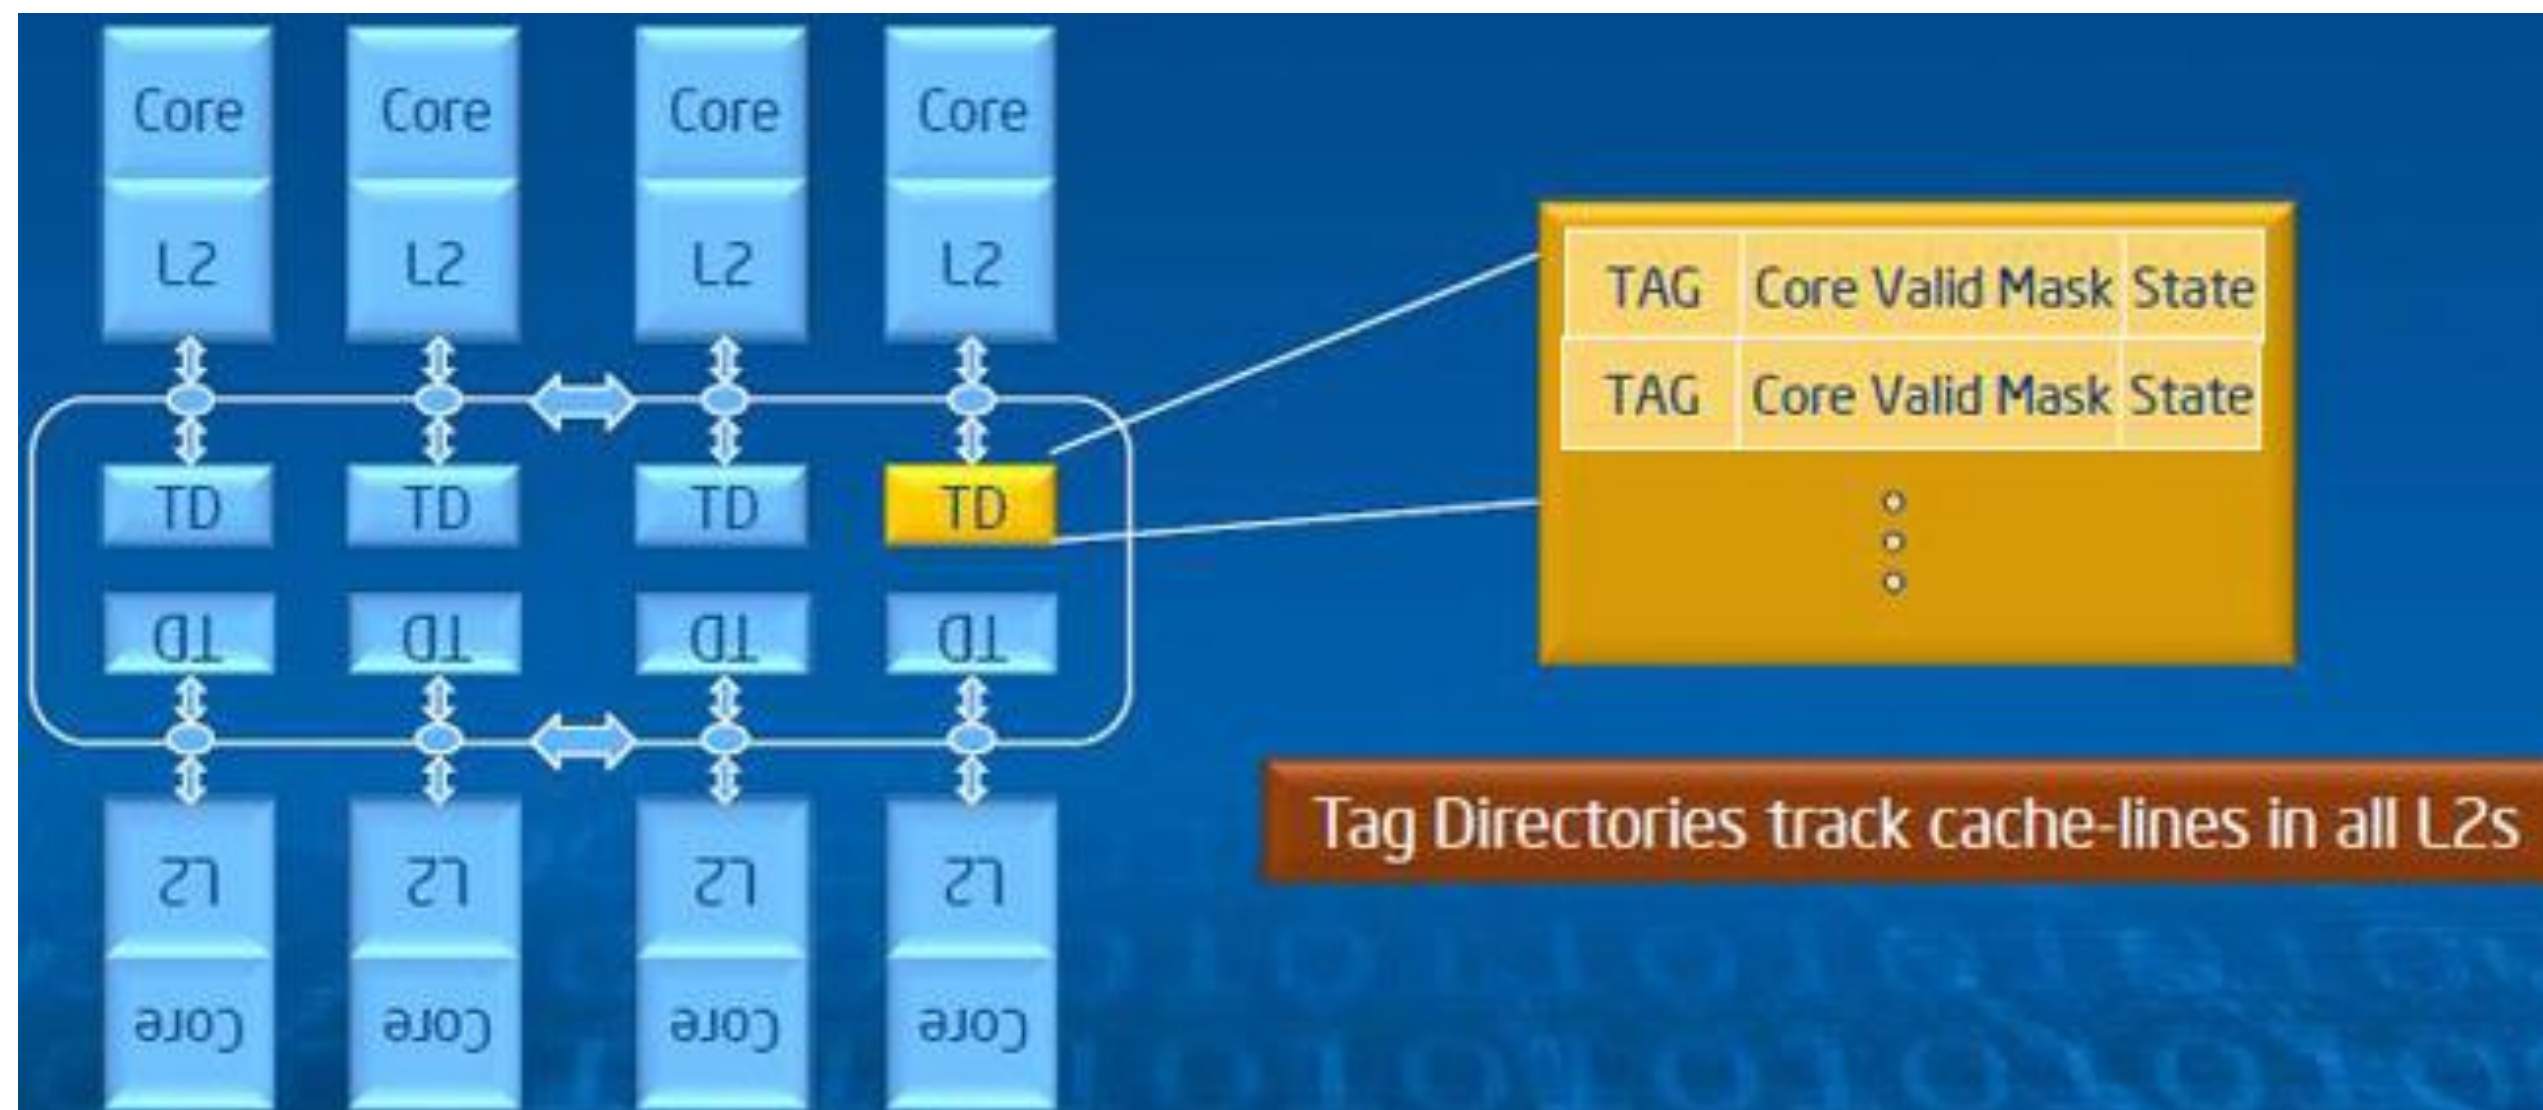 Core Core Core Core
L2 L2 L2 L2
TD TD TD TD
TD TD TD TD
L2 L2 L2 L2
Core Core Core Core
TAG Core Valid Mask State
TAG Core Valid Mask State
Tag Directories track cache-lines in all L2s